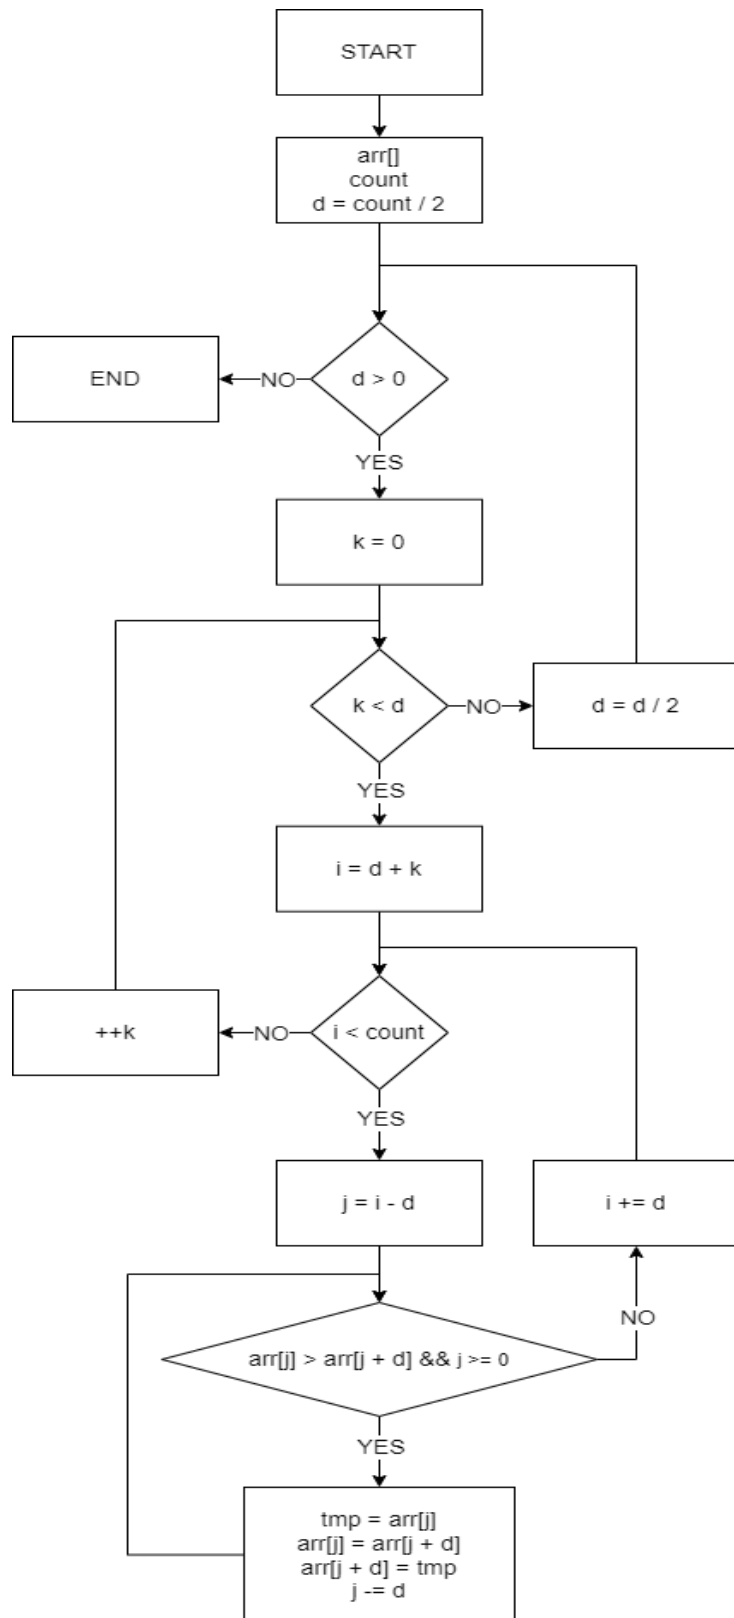 START
arr[]
count
d = count / 2
END
NO
d > 0
YES
k = 0
k < d
NO
d = d / 2
YES
i = d + k
++k
NO
i < count
YES
j = i - d
i += d
NO
arr[j] > arr[j + d] && j >= 0
YES
tmp = arr[j]
arr[j] = arr[j + d]
arr[j + d] = tmp
j -= d